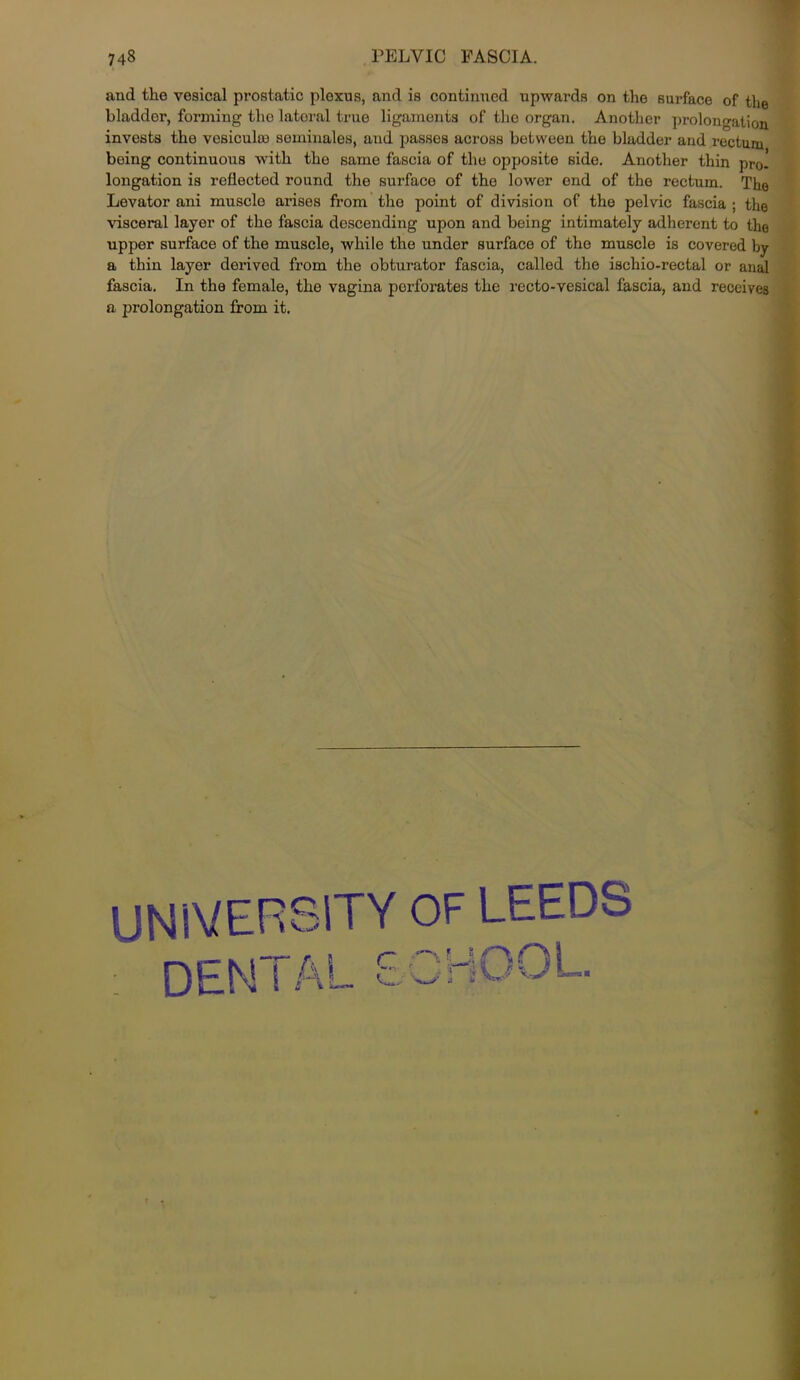 748 PELVIC FASCIA.
and the vesical prostatic plexus, and is continued upwards on the surface of the
bladder, forming the lateral true ligaments of the organ. Another prolongation
invests the vesiculæ seminales, and passes across between the bladder and rectum,
being continuous with the same fascia of the opposite side. Another thin pro-
longation is reflected round the surface of the lower end of the rectum. The
Levator ani muscle arises from the point of division of the pelvic fascia ; the
visceral layer of the fascia descending upon and being intimately adherent to the
upper surface of the muscle, while the under surface of the muscle is covered by
a thin layer derived from the obturator fascia, called the ischio-rectal or anal
fascia. In the female, the vagina perforates the recto-vesical fascia, and receives
a prolongation from it.
UNIVERSITY OF LEEDS
DENTAL SCHOOL.